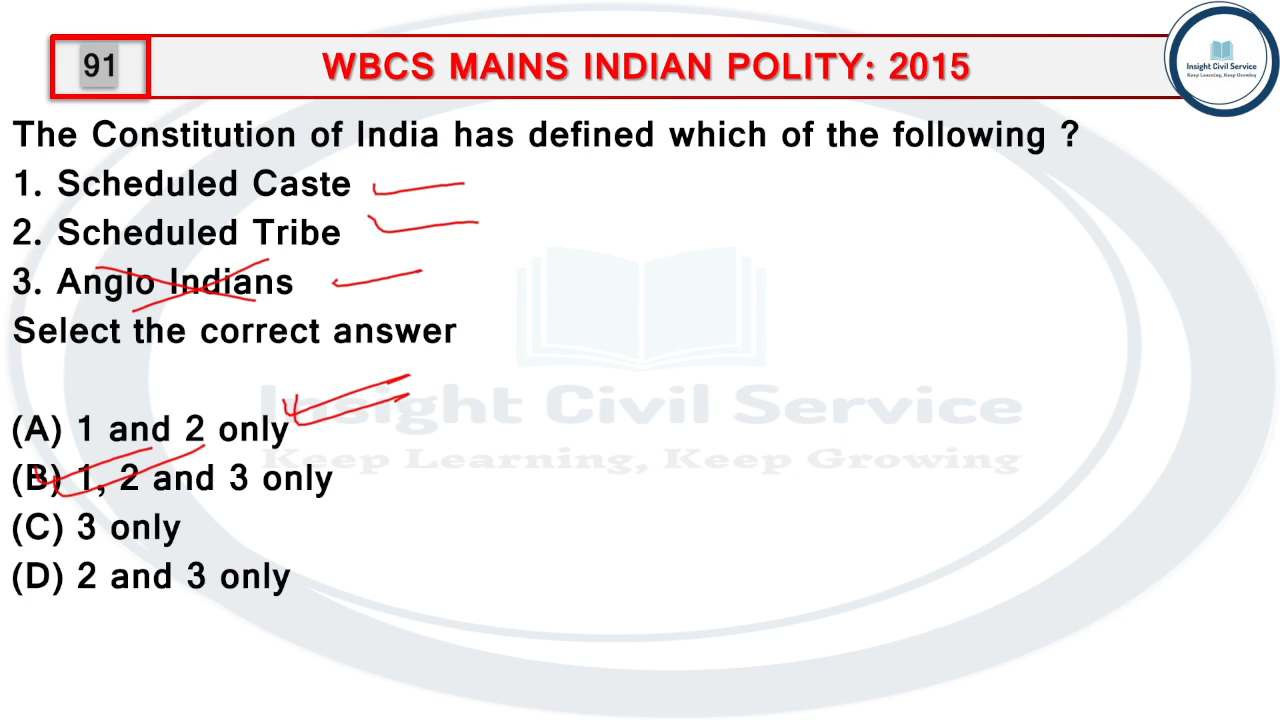 91
WBCS MAINS INDIAN POLITY: 2015
Insight Civil Service
Keep Learning, Keep Growing
The Constitution of India has defined which of the following ?
1. Scheduled Caste
2. Scheduled Tribe
3. Anglo Indians
Select the correct answer
Insight Civil Service
(A) 1 and 2 only
Keep Learning, Keep Growing
(B) 1, 2 and 3 only
(C) 3 only
(D) 2 and 3 only